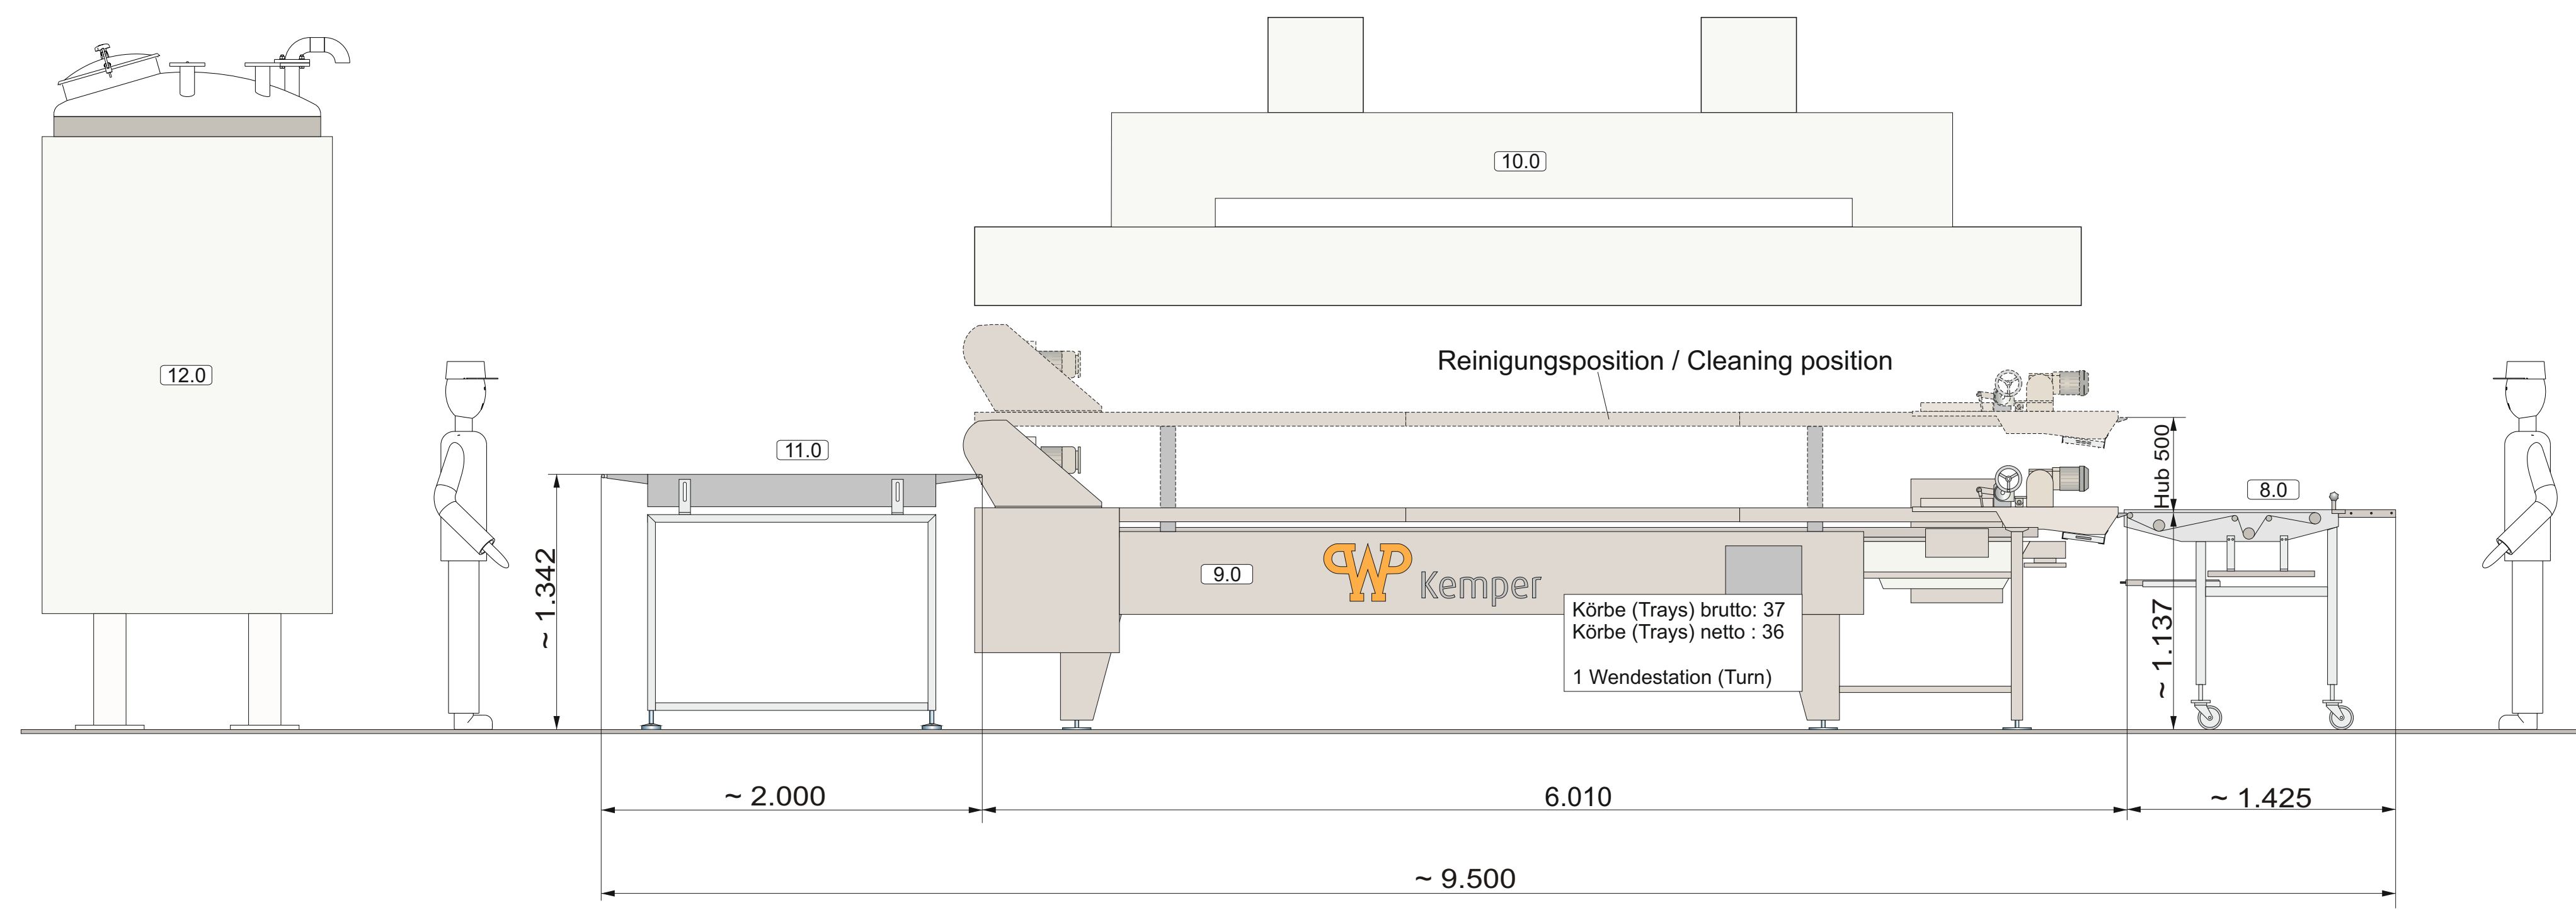 10.0
12.0
Reinigungsposition / Cleaning position
11.0
Hub 500
8.0
~ 1.342
9.0
WP Kemper
Körbe (Trays) brutto: 37
Körbe (Trays) netto : 36
1 Wendestation (Turn)
~ 1.137
~ 2.000
6.010
~ 1.425
~ 9.500